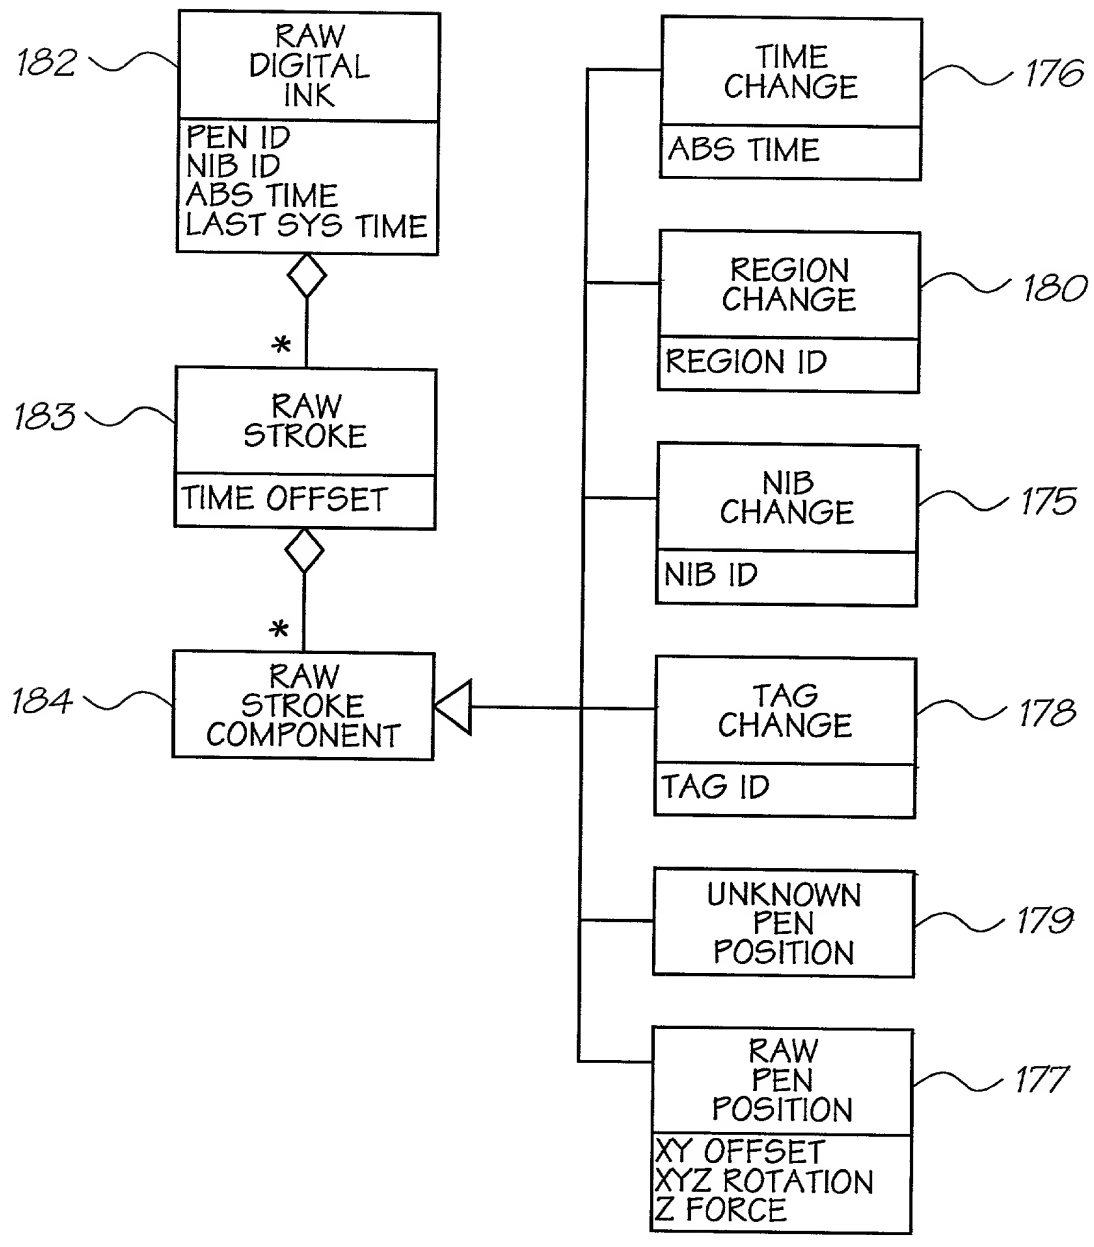 182
RAW
DIGITAL
INK
PEN ID
NIB ID
ABS TIME
LAST SYS TIME
*
183
RAW
STROKE
TIME OFFSET
*
184
RAW
STROKE
COMPONENT
TIME
CHANGE
176
ABS TIME
REGION
CHANGE
180
REGION ID
NIB
CHANGE
175
NIB ID
TAG
CHANGE
178
TAG ID
UNKNOWN
PEN
POSITION
179
RAW
PEN
POSITION
177
XY OFFSET
XYZ ROTATION
Z FORCE